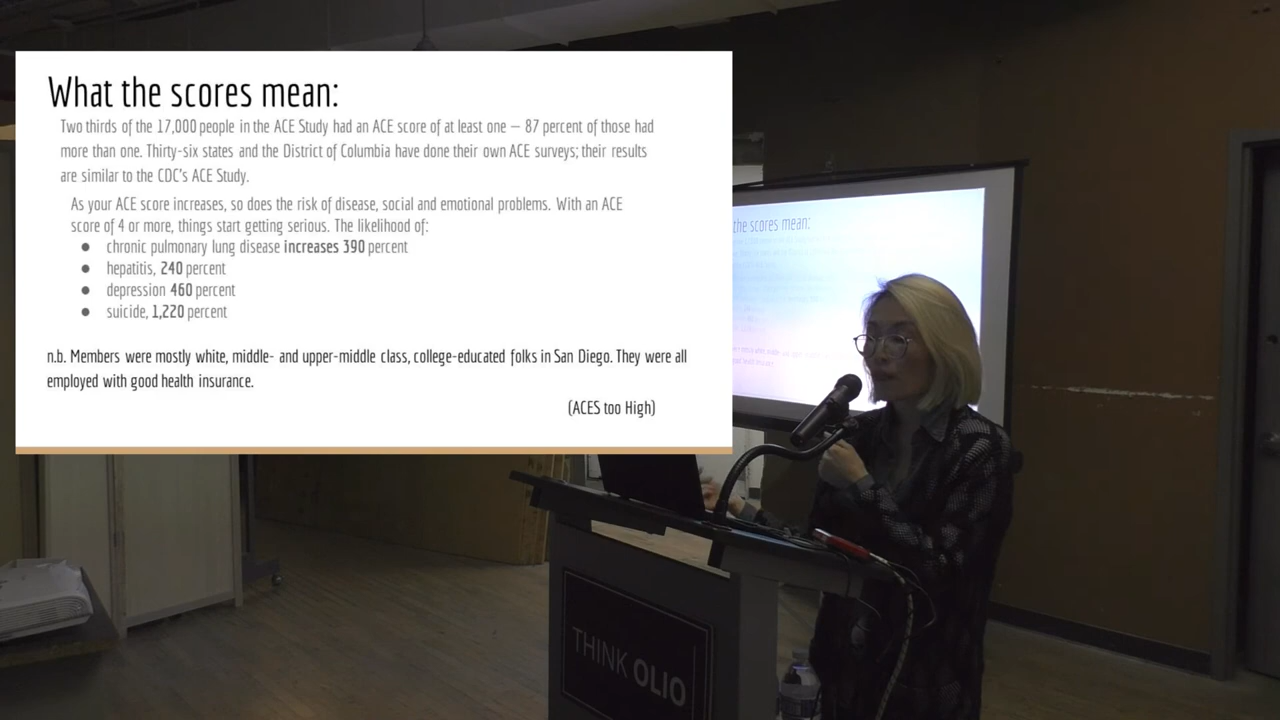 What the scores mean:
Two thirds of the 17,000 people in the ACE Study had an ACE score of at least one – 87 percent of those had
more than one. Thirty-six states and the District of Columbia have done their own ACE surveys; their results
are similar to the CDC's ACE Study.
As your ACE score increases, so does the risk of disease, social and emotional problems. With an ACE
score of 4 or more, things start getting serious. The likelihood of:
● chronic pulmonary lung disease increases 390 percent
● hepatitis, 240 percent
● depression 460 percent
● suicide, 1,220 percent
n.b. Members were mostly white, middle- and upper-middle class, college-educated folks in San Diego. They were all
employed with good health insurance.
(ACES too High)
the scores mean:
THINK OLIO